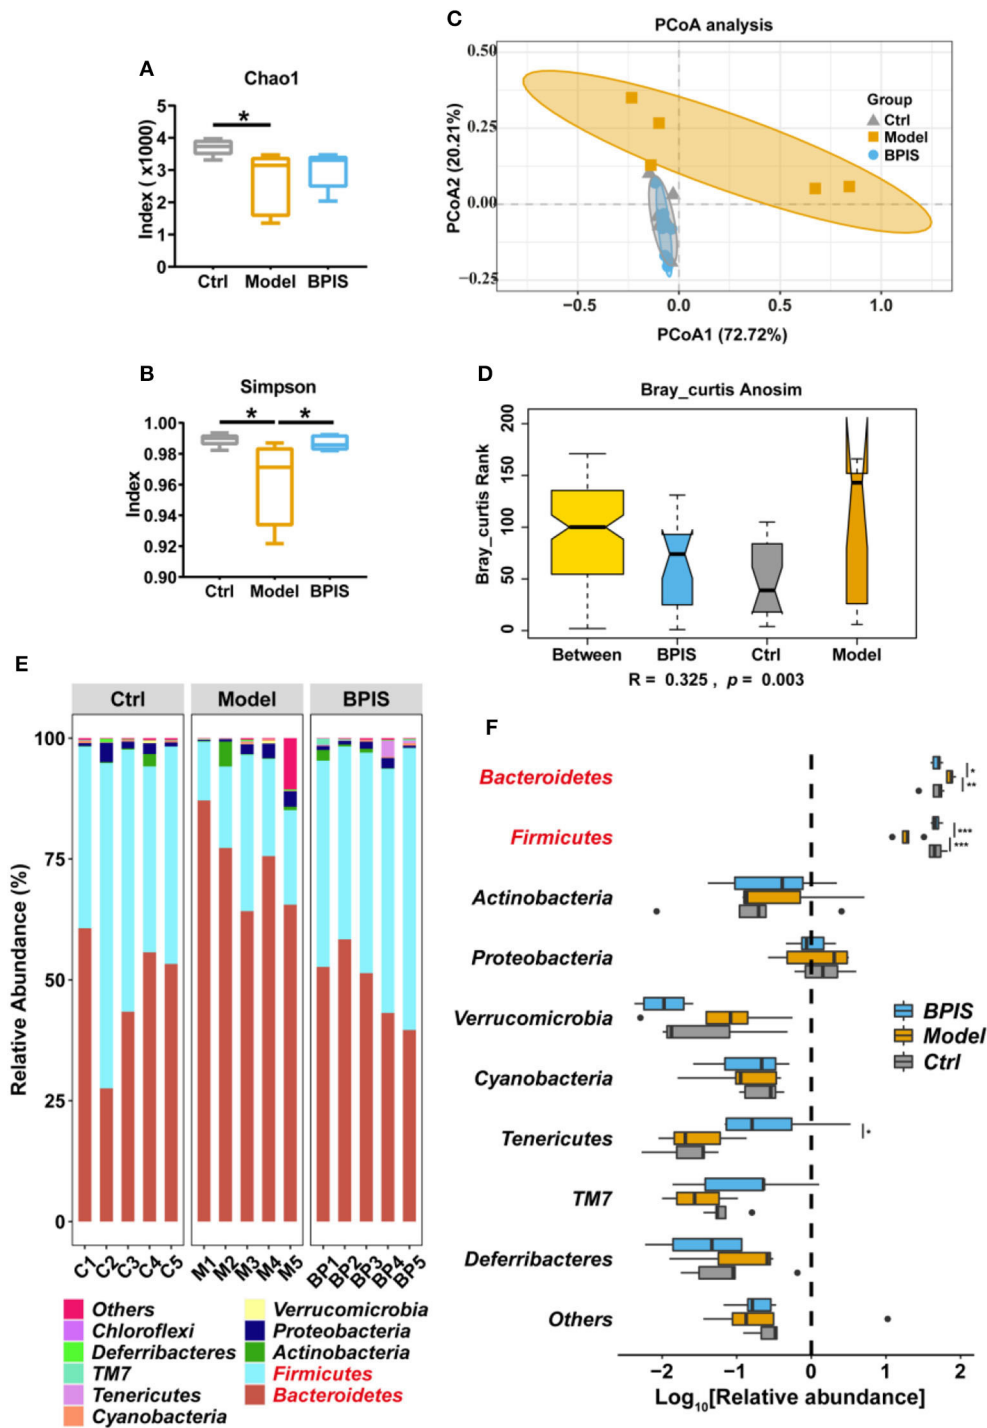 A
Chao1
*
Index ( x1000)
5
4
3
2
1
0
Ctrl Model BPIS
B
Simpson
* *
Index
1.00
0.98
0.96
0.94
0.92
0.90
Ctrl Model BPIS
C
PCoA analysis
PCoA2 (20.21%)
0.50
0.25
0.00
−0.25
Group
Ctrl
Model
BPIS
−0.5 0.0 0.5 1.0
PCoA1 (72.72%)
D
Bray_curtis Anosim
Bray_curtis Rank
200
150
100
50
0
Between BPIS Ctrl Model
R = 0.325 , p = 0.003
E
Ctrl Model BPIS
Relative Abundance (%)
100
75
50
25
0
C1 C2 C3 C4 C5 M1 M2 M3 M4 M5 BP1 BP2 BP3 BP4 BP5
Others
Chloroflexi
Deferribacteres
TM7
Tenericutes
Cyanobacteria
Verrucomicrobia
Proteobacteria
Actinobacteria
Firmicutes
Bacteroidetes
F
Bacteroidetes
*
**
Firmicutes
***
***
Actinobacteria
Proteobacteria
Verrucomicrobia
Cyanobacteria
Tenericutes
*
TM7
Deferribacteres
Others
BPIS
Model
Ctrl
−2 −1 0 1 2
Log10[Relative abundance]